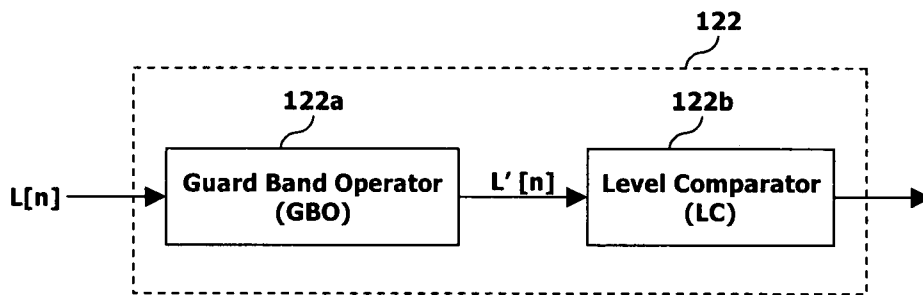 122
122a
122b
L[n]
Guard Band Operator
(GBO)
L' [n]
Level Comparator
(LC)